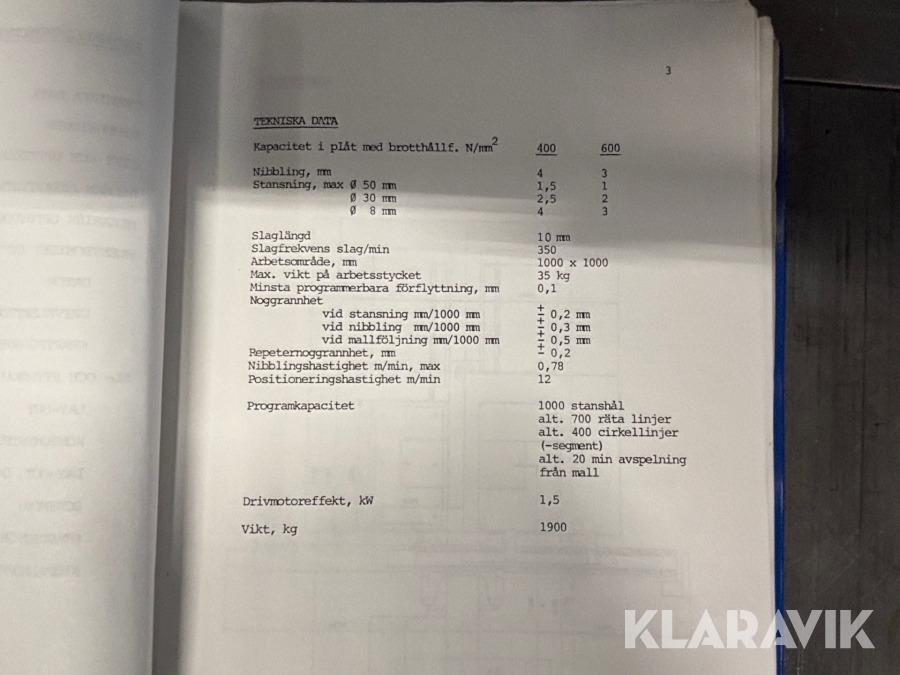 3
TEKNISKA DATA
Kapacitet i plåt med brotthållf. N/mm² 400 600
Nibbling, mm 4 3
Stansning, max Ø 50 mm 1,5 1
Ø 30 mm 2,5 2
Ø 8 mm 4 3
Slaglängd 10 mm
Slagfrekvens slag/min 350
Arbetsområde, mm 1000 x 1000
Max. vikt på arbetsstycket 35 kg
Minsta programmerbara förflyttning, mm 0,1
Noggrannhet
vid stansning mm/1000 mm ± 0,2 mm
vid nibbling mm/1000 mm ± 0,3 mm
vid mallföljning mm/1000 mm ± 0,5 mm
Repeternoggrannhet, mm ± 0,2
Nibblingshastighet m/min, max 0,78
Positioneringshastighet m/min 12
Programkapacitet 1000 stanshål
alt. 700 räta linjer
alt. 400 cirkellinjer
(-segment)
alt. 20 min avspelning
från mall
Drivmotoreffekt, kW 1,5
Vikt, kg 1900
KLARAVIK